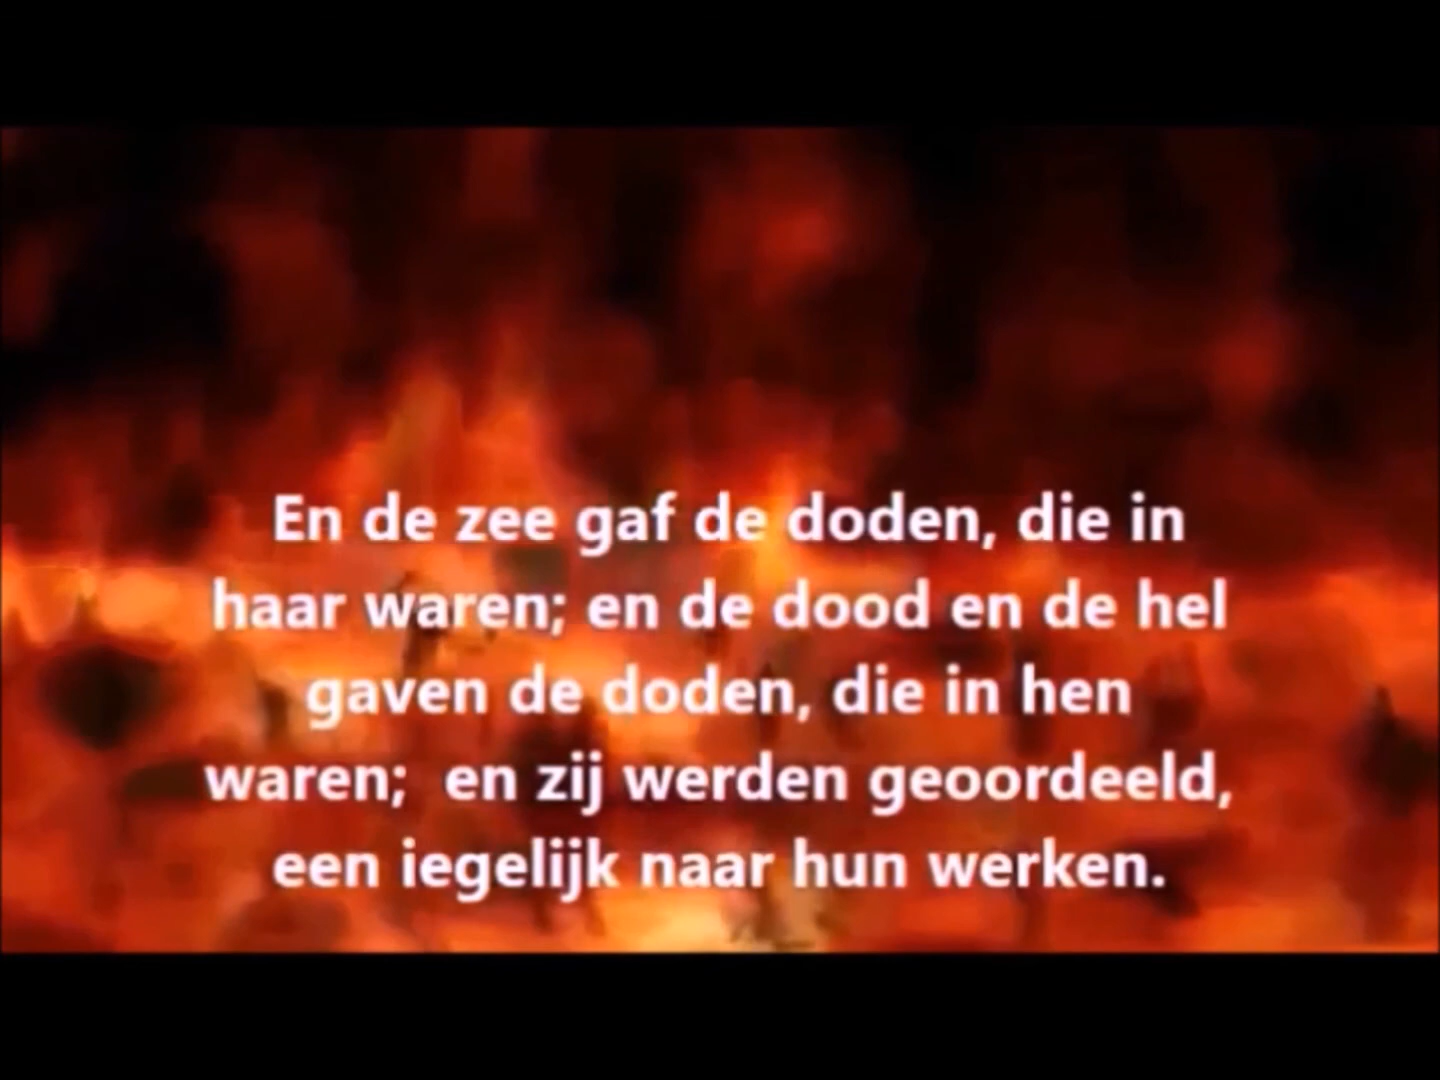 En de zee gaf de doden, die in
haar waren; en de dood en de hel
gaven de doden, die in hen
waren;  en zij werden geoordeeld,
een iegelijk naar hun werken.